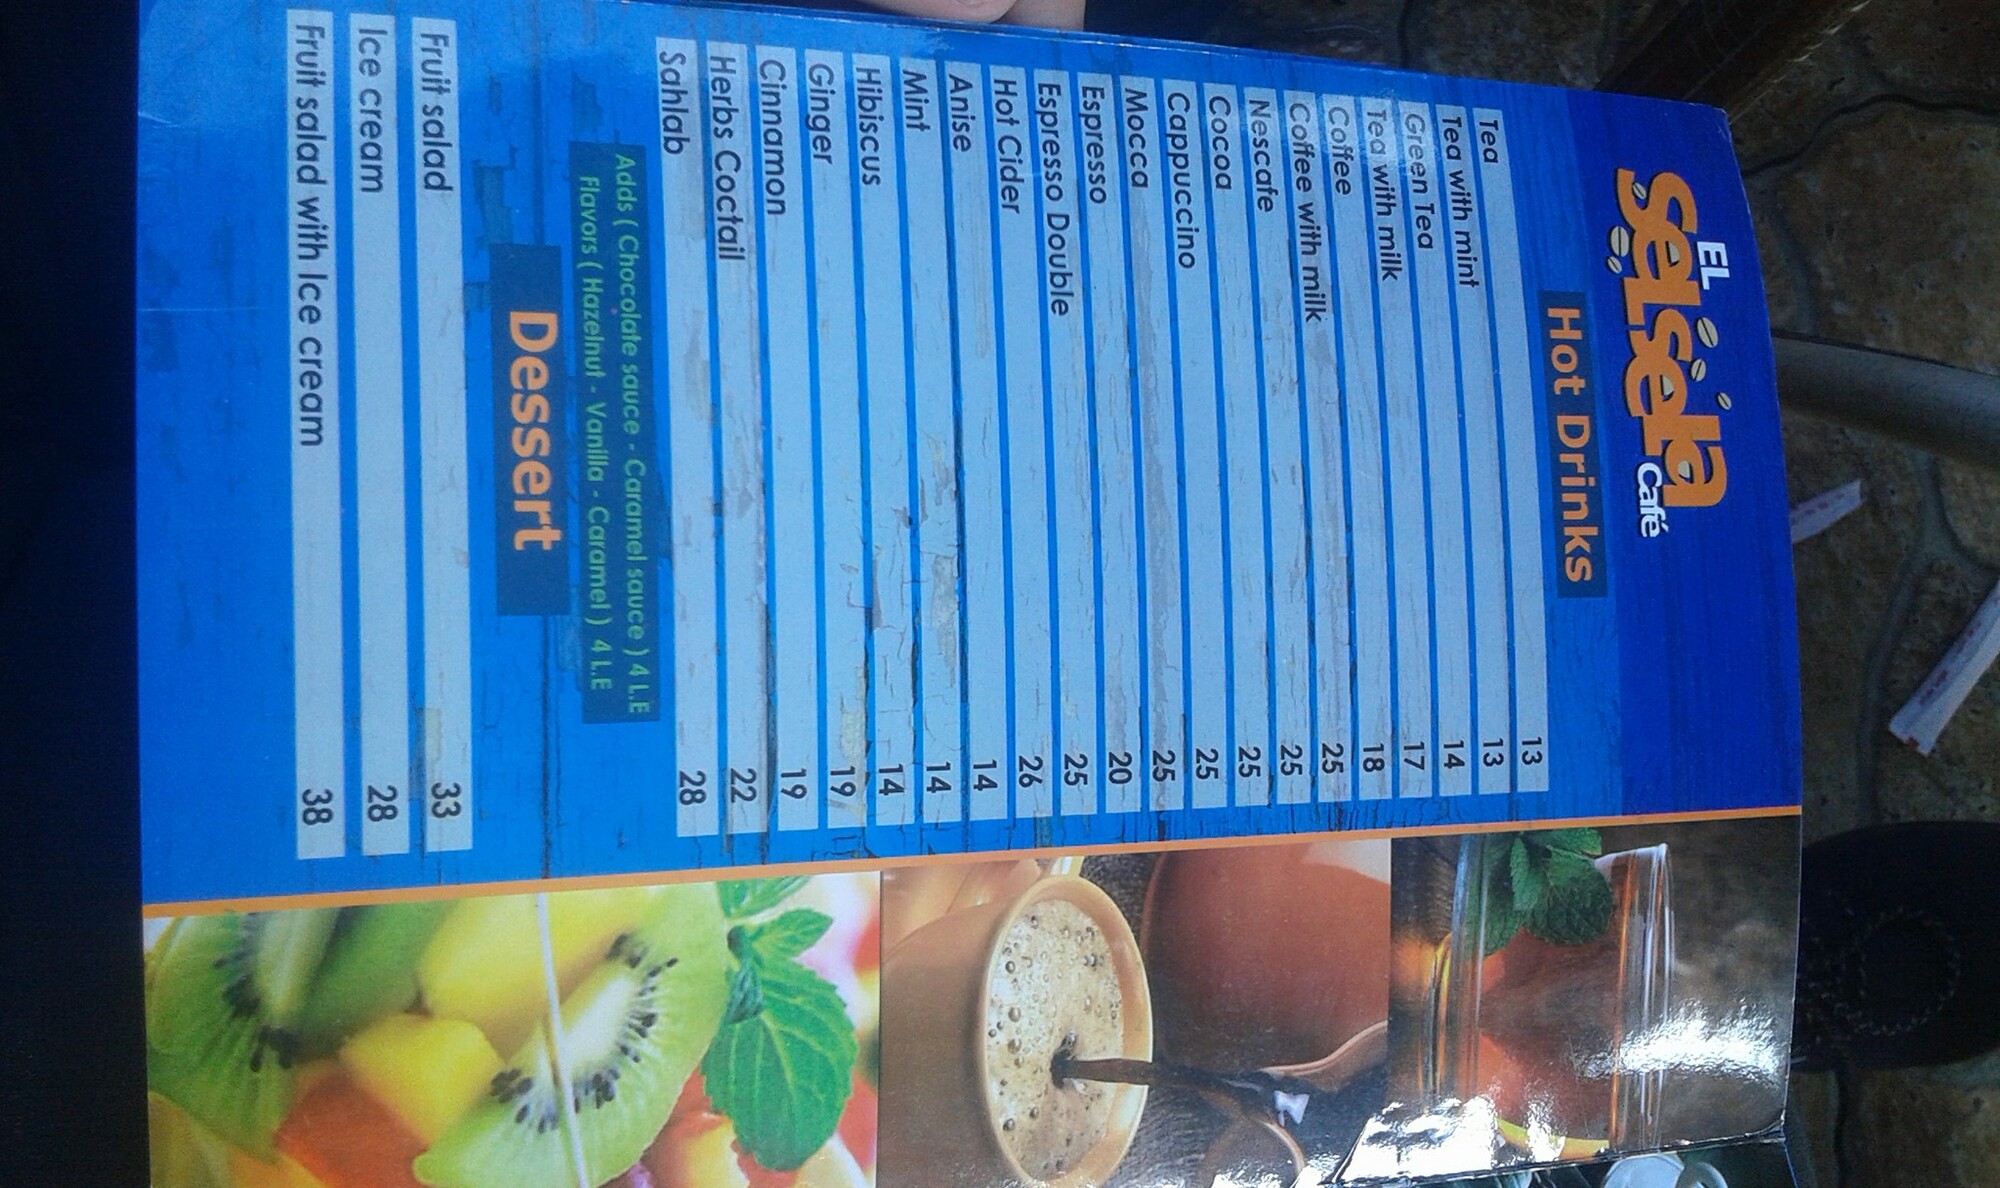 EL
Selsela
Café
Hot Drinks
Tea 13
Tea with mint 13
Green Tea 14
Tea with milk 17
Coffee 18
Coffee with milk 25
Nescafe 25
Cocoa 25
Cappuccino 25
Mocca 25
Espresso 20
Espresso Double 25
Hot Cider 26
Anise 14
Mint 14
Hibiscus 14
Ginger 19
Cinnamon 19
Herbs Coctail 22
Sahlab 28
Adds ( Chocolate sauce - Caramel sauce ) 4 L.E
Flavors ( Hazelnut - Vanilla - Caramel ) 4 L.E
Dessert
Fruit salad 33
Ice cream 28
Fruit salad with Ice cream 38